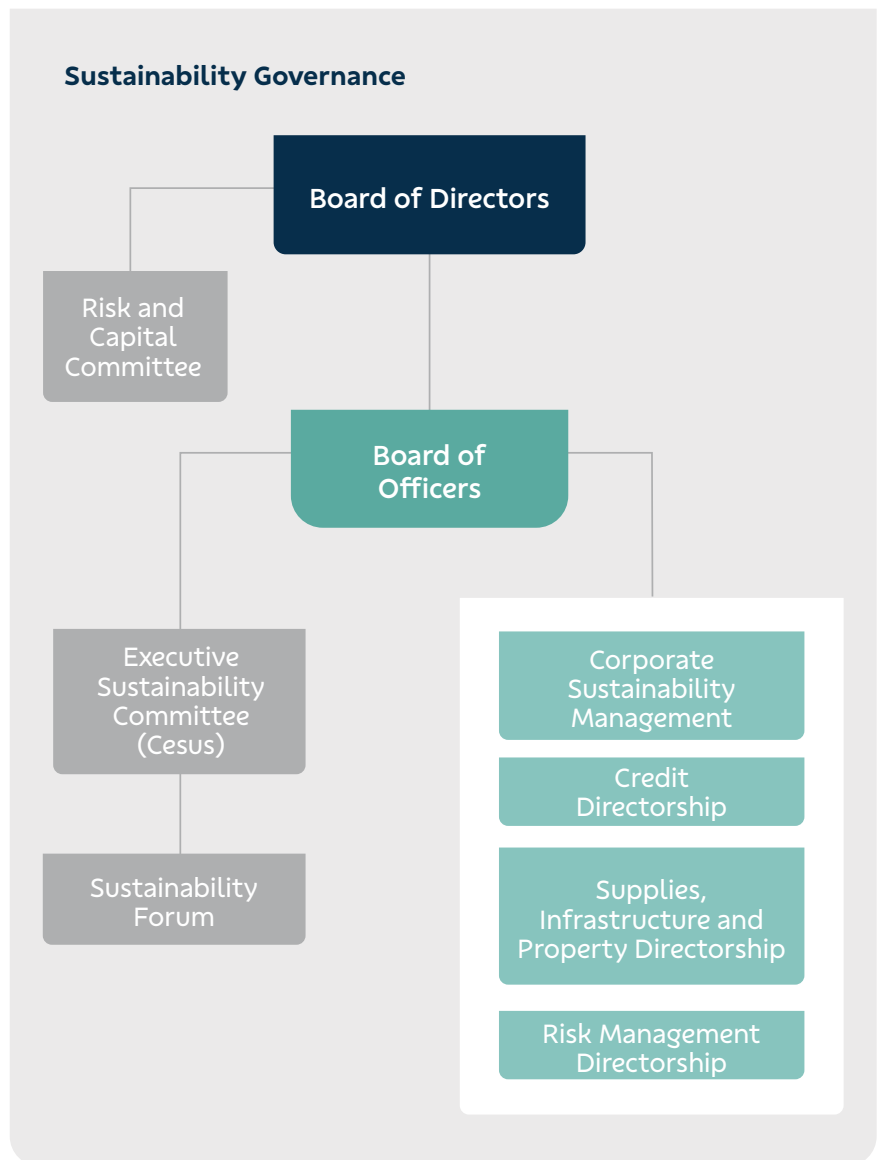 Sustainability Governance
Board of Directors
Risk and
Capital
Committee
Board of
Officers
Executive
Sustainability
Committee
(Cesus)
Sustainability
Forum
Corporate
Sustainability
Management
Credit
Directorship
Supplies,
Infrastructure and
Property Directorship
Risk Management
Directorship